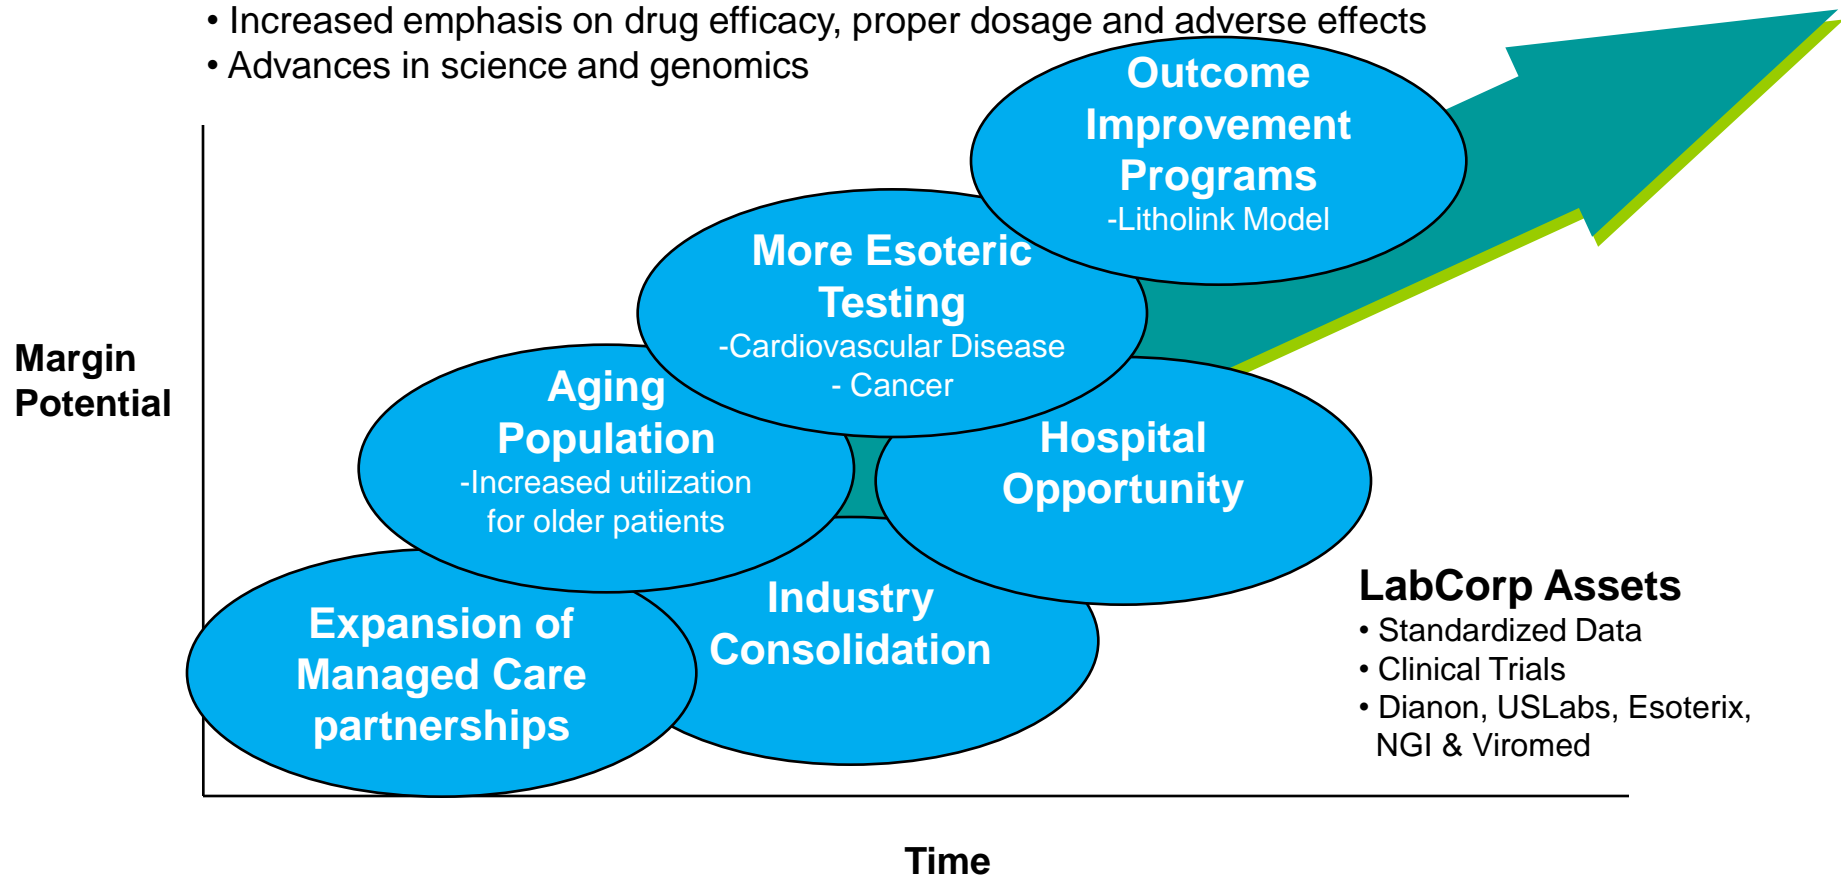 • Increased emphasis on drug efficacy, proper dosage and adverse effects
• Advances in science and genomics
Outcome
Improvement
Programs
-Litholink Model
More Esoteric
Testing
-Cardiovascular Disease
- Cancer
Margin
Potential
Aging
Population
-Increased utilization
for older patients
Hospital
Opportunity
Industry
Consolidation
Expansion of
Managed Care
partnerships
LabCorp Assets
• Standardized Data
• Clinical Trials
• Dianon, USLabs, Esoterix,
NGI & Viromed
Time